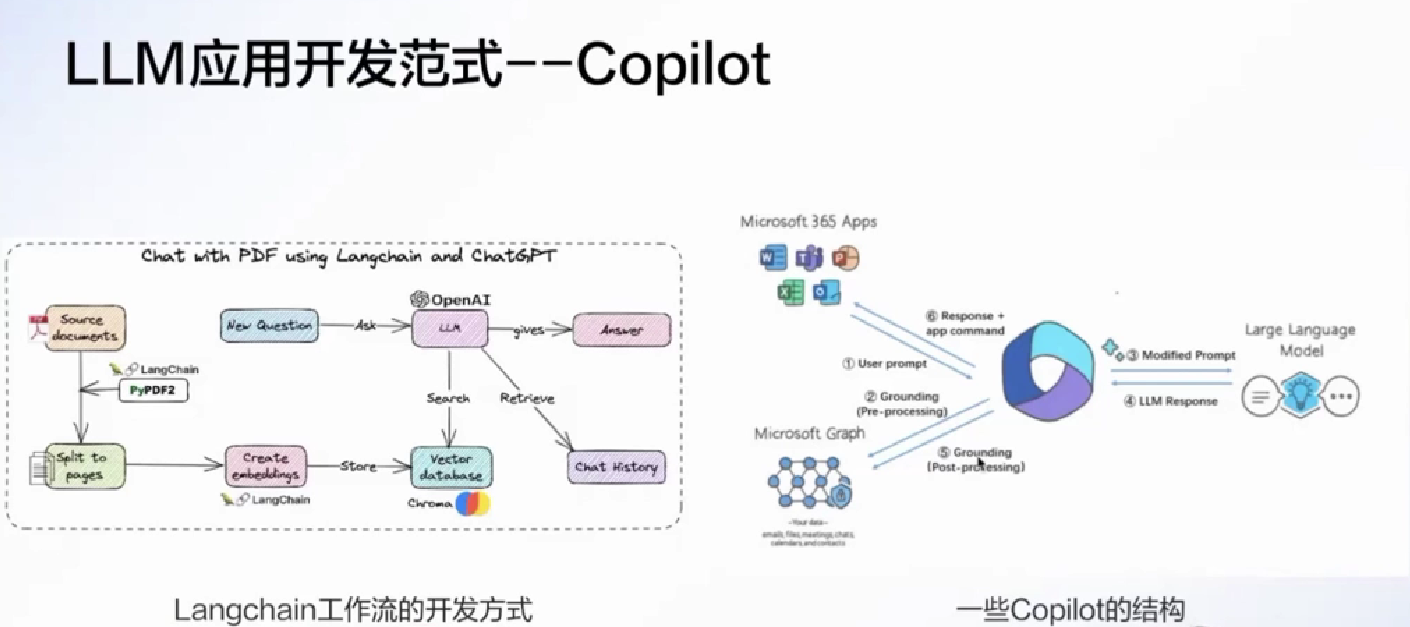 LLM应用开发范式--Copilot
Chat with PDF using Langchain and ChatGPT
Source
documents
LangChain
PyPDF2
Split to
pages
New Question
Ask
OpenAI
LLM
gives
Answer
Search
Retrieve
Create
embeddings
LangChain
Store
Vector
database
Chroma
Chat History
Langchain工作流的开发方式
Microsoft 365 Apps
⑥ Response +
app command
① User prompt
② Grounding
(Pre-processing)
Microsoft Graph
⑤ Grounding
(Post-processing)
~Your data~
emails, files, meetings, chats,
calendars, and contacts
③ Modified Prompt
④ LLM Response
Large Language
Model
一些Copilot的结构